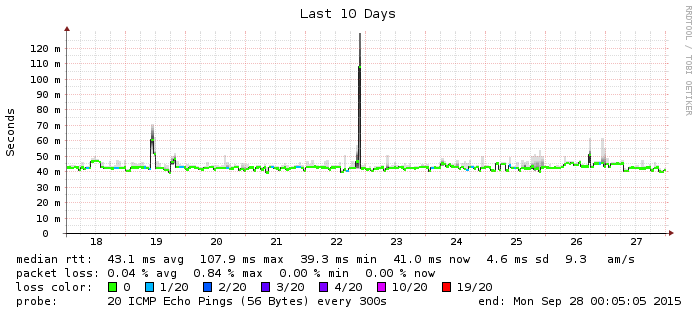 Last 10 Days
RRDTOOL / TOBI OETIKER
Seconds
120 m
110 m
100 m
90 m
80 m
70 m
60 m
50 m
40 m
30 m
20 m
10 m
0
18 19 20 21 22 23 24 25 26 27
median rtt: 43.1 ms avg 107.9 ms max 39.3 ms min 41.0 ms now 4.6 ms sd 9.3 am/s
packet loss: 0.04 % avg 0.84 % max 0.00 % min 0.00 % now
loss color: 0 1/20 2/20 3/20 4/20 10/20 19/20
probe: 20 ICMP Echo Pings (56 Bytes) every 300s end: Mon Sep 28 00:05:05 2015